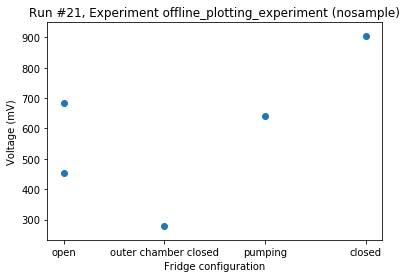 Run #21, Experiment offline_plotting_experiment (nosample)
Voltage (mV)
900
800
700
600
500
400
300
open outer chamber closed pumping closed
Fridge configuration